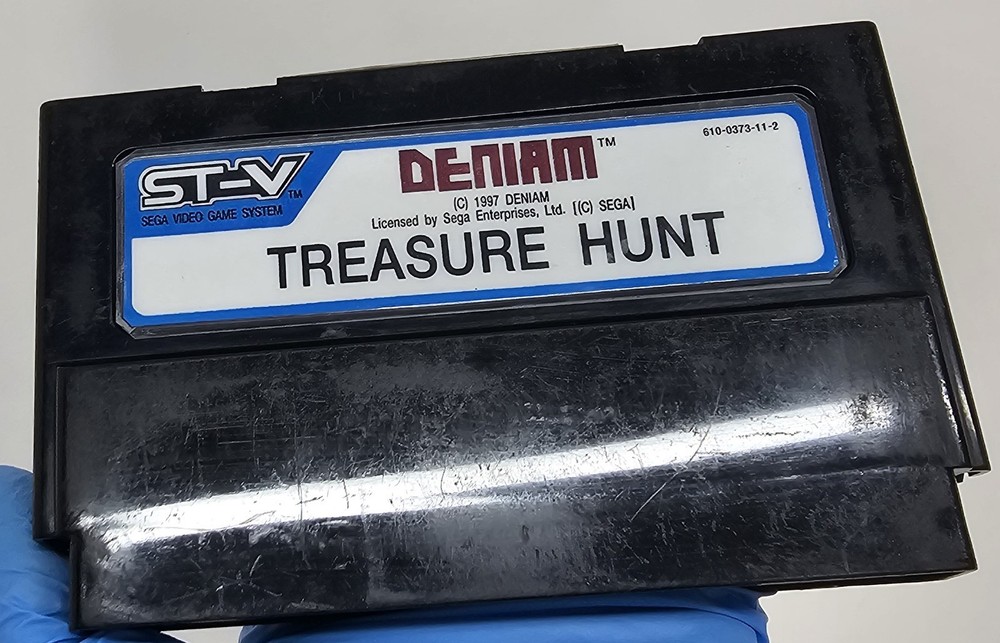 ST-V™
SEGA VIDEO GAME SYSTEM
DENIAM™
610-0373-11-2
(C) 1997 DENIAM
Licensed by Sega Enterprises, Ltd. [(C) SEGA]
TREASURE HUNT